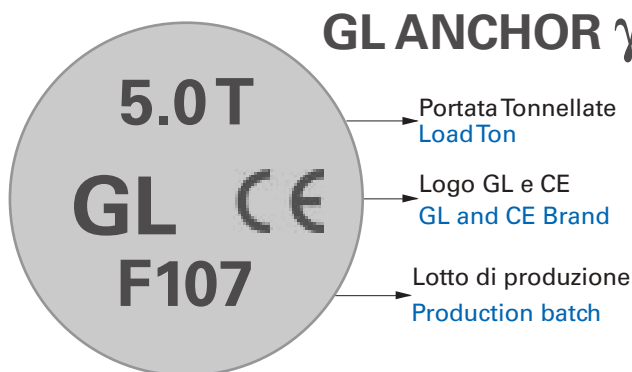 GL ANCHOR γ
5.0 T
GL CE
F107
Portata Tonnellate
Load Ton
Logo GL e CE
GL and CE Brand
Lotto di produzione
Production batch